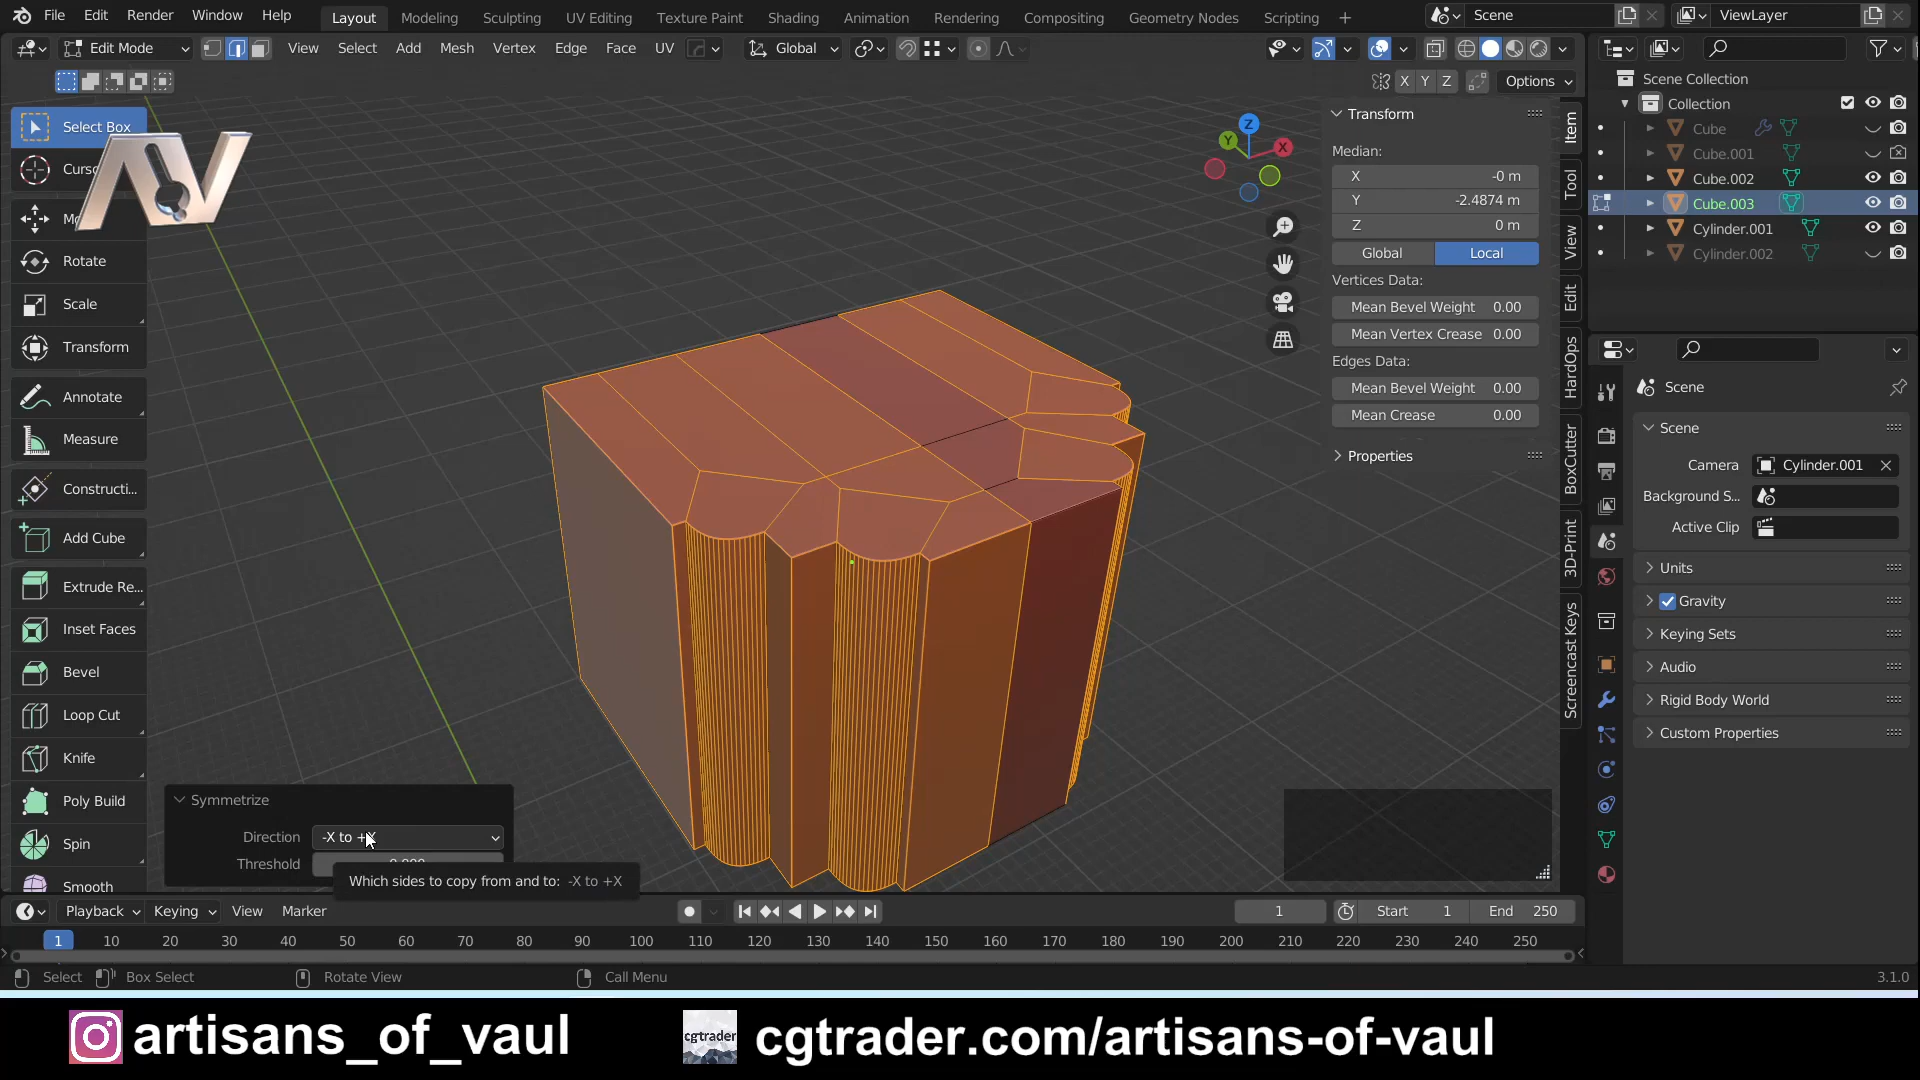 File Edit Render Window Help
Layout Modeling Sculpting UV Editing Texture Paint Shading Animation Rendering Compositing Geometry Nodes Scripting +
Scene
ViewLayer
Edit Mode
View Select Add Mesh Vertex Edge Face UV
Global
X Y Z
Options
Select Box
Rotate
Scale
Transform
Annotate
Measure
Constructi...
Add Cube
Extrude Re...
Inset Faces
Bevel
Loop Cut
Knife
Poly Build
Spin
Smooth
AV
Z
Y
X
Transform
Median:
X -0 m
Y -2.4874 m
Z 0 m
Global Local
Vertices Data:
Mean Bevel Weight 0.00
Mean Vertex Crease 0.00
Edges Data:
Mean Bevel Weight 0.00
Mean Crease 0.00
Properties
Item
Tool
View
Edit
HardOps
BoxCutter
3D-Print
Screencast Keys
Scene Collection
Collection
Cube
Cube.001
Cube.002
Cube.003
Cylinder.001
Cylinder.002
Scene
Scene
Camera Cylinder.001
Background S...
Active Clip
Units
Gravity
Keying Sets
Audio
Rigid Body World
Custom Properties
Symmetrize
Direction -X to +X
Threshold
Which sides to copy from and to: -X to +X
Playback Keying View Marker
1
Start 1
End 250
1 10 20 30 40 50 60 70 80 90 100 110 120 130 140 150 160 170 180 190 200 210 220 230 240 250
Select Box Select Rotate View Call Menu
3.1.0
artisans_of_vaul
cgtrader
cgtrader.com/artisans-of-vaul